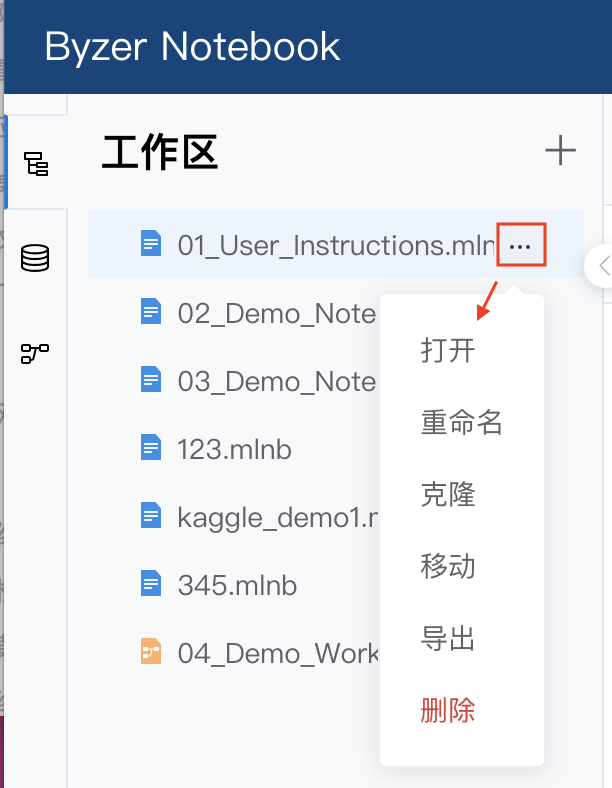 Byzer Notebook
工作区
01_User_Instructions.mln
...
02_Demo_Note
03_Demo_Note
123.mlnb
kaggle_demo1.
345.mlnb
04_Demo_Work
打开
重命名
克隆
移动
导出
删除